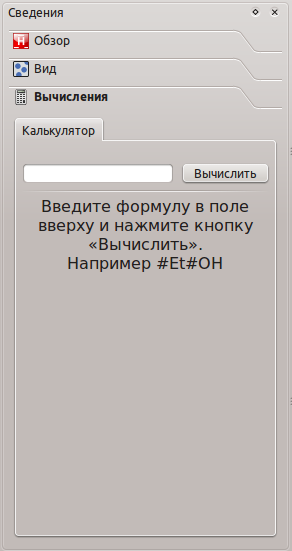 Сведения
H Обзор
Вид
Вычисления
Калькулятор
Вычислить
Введите формулу в поле
вверху и нажмите кнопку
«Вычислить».
Например #Et#OH